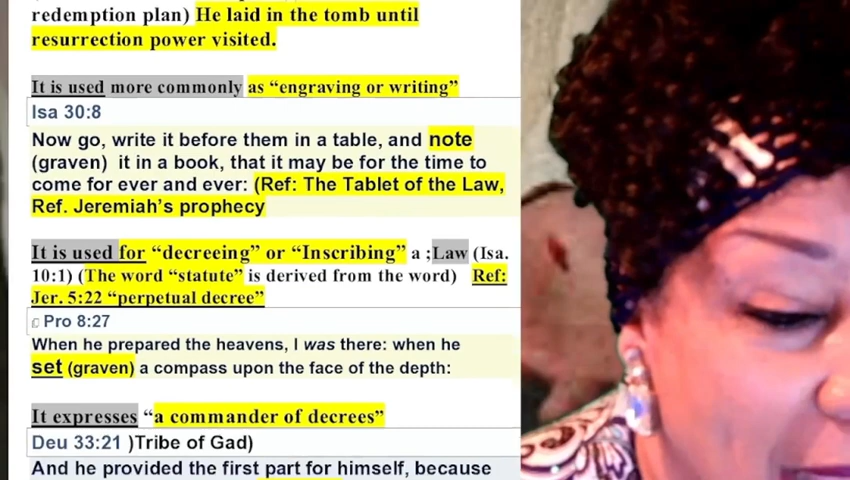 redemption plan) He laid in the tomb until
resurrection power visited.
It is used more commonly as “engraving or writing”
Isa 30:8
Now go, write it before them in a table, and note
(graven) it in a book, that it may be for the time to
come for ever and ever: (Ref: The Tablet of the Law,
Ref. Jeremiah’s prophecy
It is used for “decreeing” or “Inscribing” a ;Law (Isa.
10:1) (The word “statute” is derived from the word) Ref:
Jer. 5:22 “perpetual decree”
Pro 8:27
When he prepared the heavens, I was there: when he
set (graven) a compass upon the face of the depth:
It expresses “a commander of decrees”
Deu 33:21 )Tribe of Gad)
And he provided the first part for himself, because